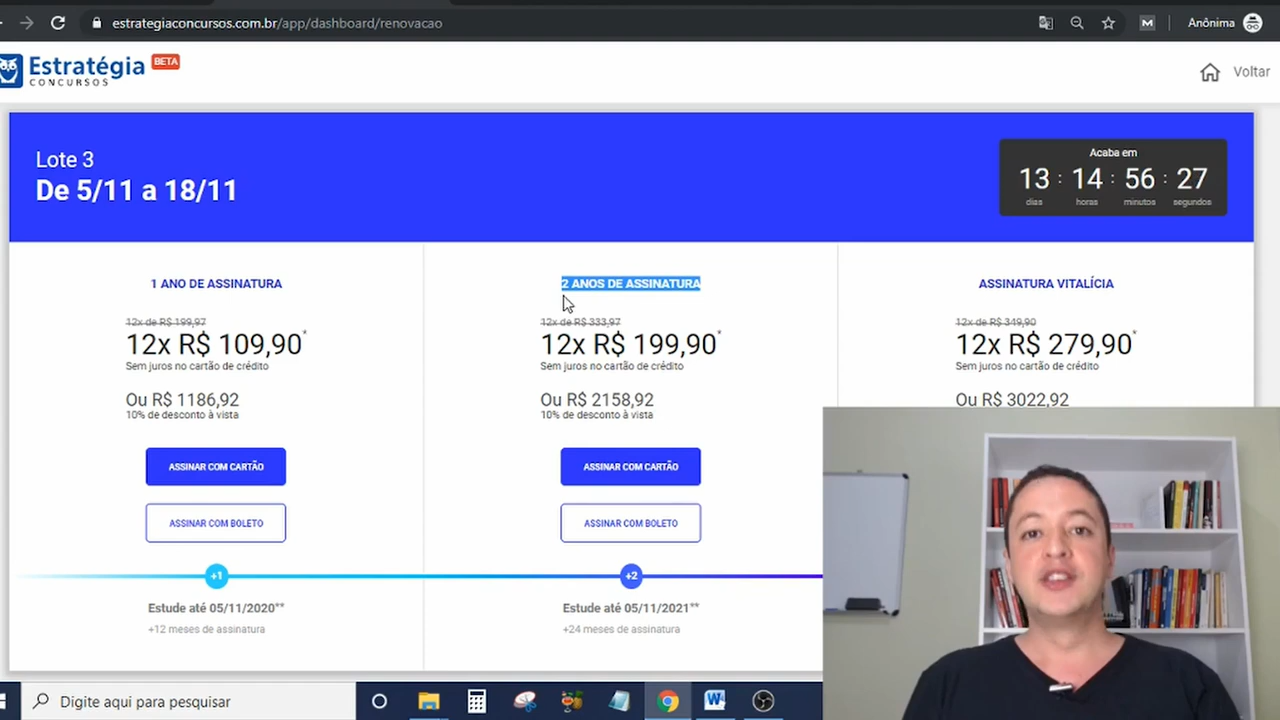 estrategiaconcursos.com.br/app/dashboard/renovacao
Anônima
Estratégia
CONCURSOS
BETA
Voltar
Lote 3
De 5/11 a 18/11
Acaba em
13 : 14 : 56 : 27
dias horas minutos segundos
1 ANO DE ASSINATURA
12x de R$ 199,97
12x R$ 109,90*
Sem juros no cartão de crédito
Ou R$ 1186,92
10% de desconto à vista
ASSINAR COM CARTÃO
ASSINAR COM BOLETO
+1
Estude até 05/11/2020**
+12 meses de assinatura
2 ANOS DE ASSINATURA
12x de R$ 333,97
12x R$ 199,90*
Sem juros no cartão de crédito
Ou R$ 2158,92
10% de desconto à vista
ASSINAR COM CARTÃO
ASSINAR COM BOLETO
+2
Estude até 05/11/2021**
+24 meses de assinatura
ASSINATURA VITALÍCIA
12x de R$ 349,90
12x R$ 279,90*
Sem juros no cartão de crédito
Ou R$ 3022,92
Digite aqui para pesquisar